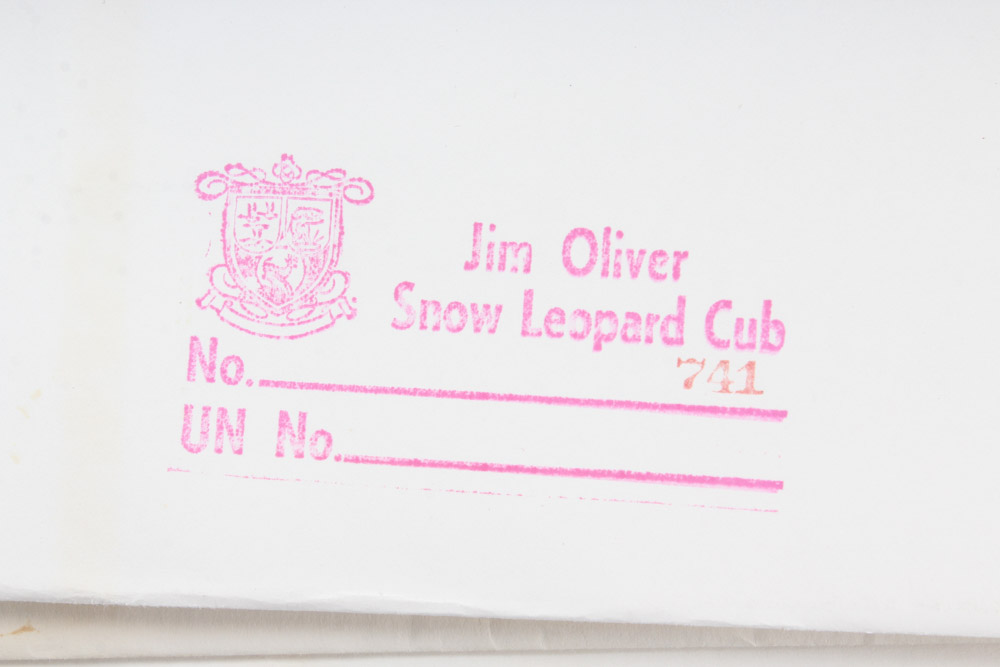 Jim Oliver
Snow Leopard Cub
No. 741
UN No.